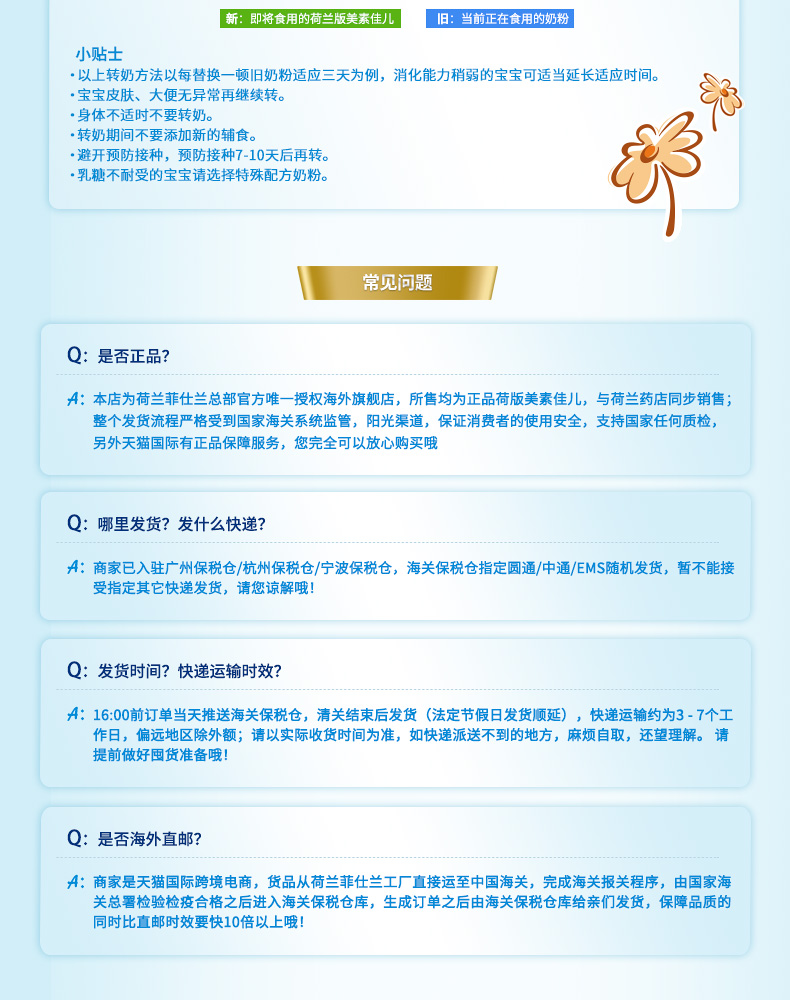 新：即将食用的荷兰版美素佳儿 旧：当前正在食用的奶粉
小贴士
•以上转奶方法以每替换一顿旧奶粉适应三天为例，消化能力稍弱的宝宝可适当延长适应时间。
•宝宝皮肤、大便无异常再继续转。
•身体不适时不要转奶。
•转奶期间不要添加新的辅食。
•避开预防接种，预防接种7-10天后再转。
•乳糖不耐受的宝宝请选择特殊配方奶粉。
常见问题
Q：是否正品？
A：本店为荷兰菲仕兰总部官方唯一授权海外旗舰店，所售均为正品荷版美素佳儿，与荷兰药店同步销售；
整个发货流程严格受到国家海关系统监管，阳光渠道，保证消费者的使用安全，支持国家任何质检，
另外天猫国际有正品保障服务，您完全可以放心购买哦
Q：哪里发货？发什么快递？
A：商家已入驻广州保税仓/杭州保税仓/宁波保税仓，海关保税仓指定圆通/中通/EMS随机发货，暂不能接
受指定其它快递发货，请您谅解哦！
Q：发货时间？快递运输时效？
A：16:00前订单当天推送海关保税仓，清关结束后发货（法定节假日发货顺延），快递运输约为3 - 7个工
作日，偏远地区除外额；请以实际收货时间为准，如快递派送不到的地方，麻烦自取，还望理解。 请
提前做好囤货准备哦！
Q：是否海外直邮？
A：商家是天猫国际跨境电商，货品从荷兰菲仕兰工厂直接运至中国海关，完成海关报关程序，由国家海
关总署检验检疫合格之后进入海关保税仓库，生成订单之后由海关保税仓库给亲们发货，保障品质的
同时比直邮时效要快10倍以上哦！